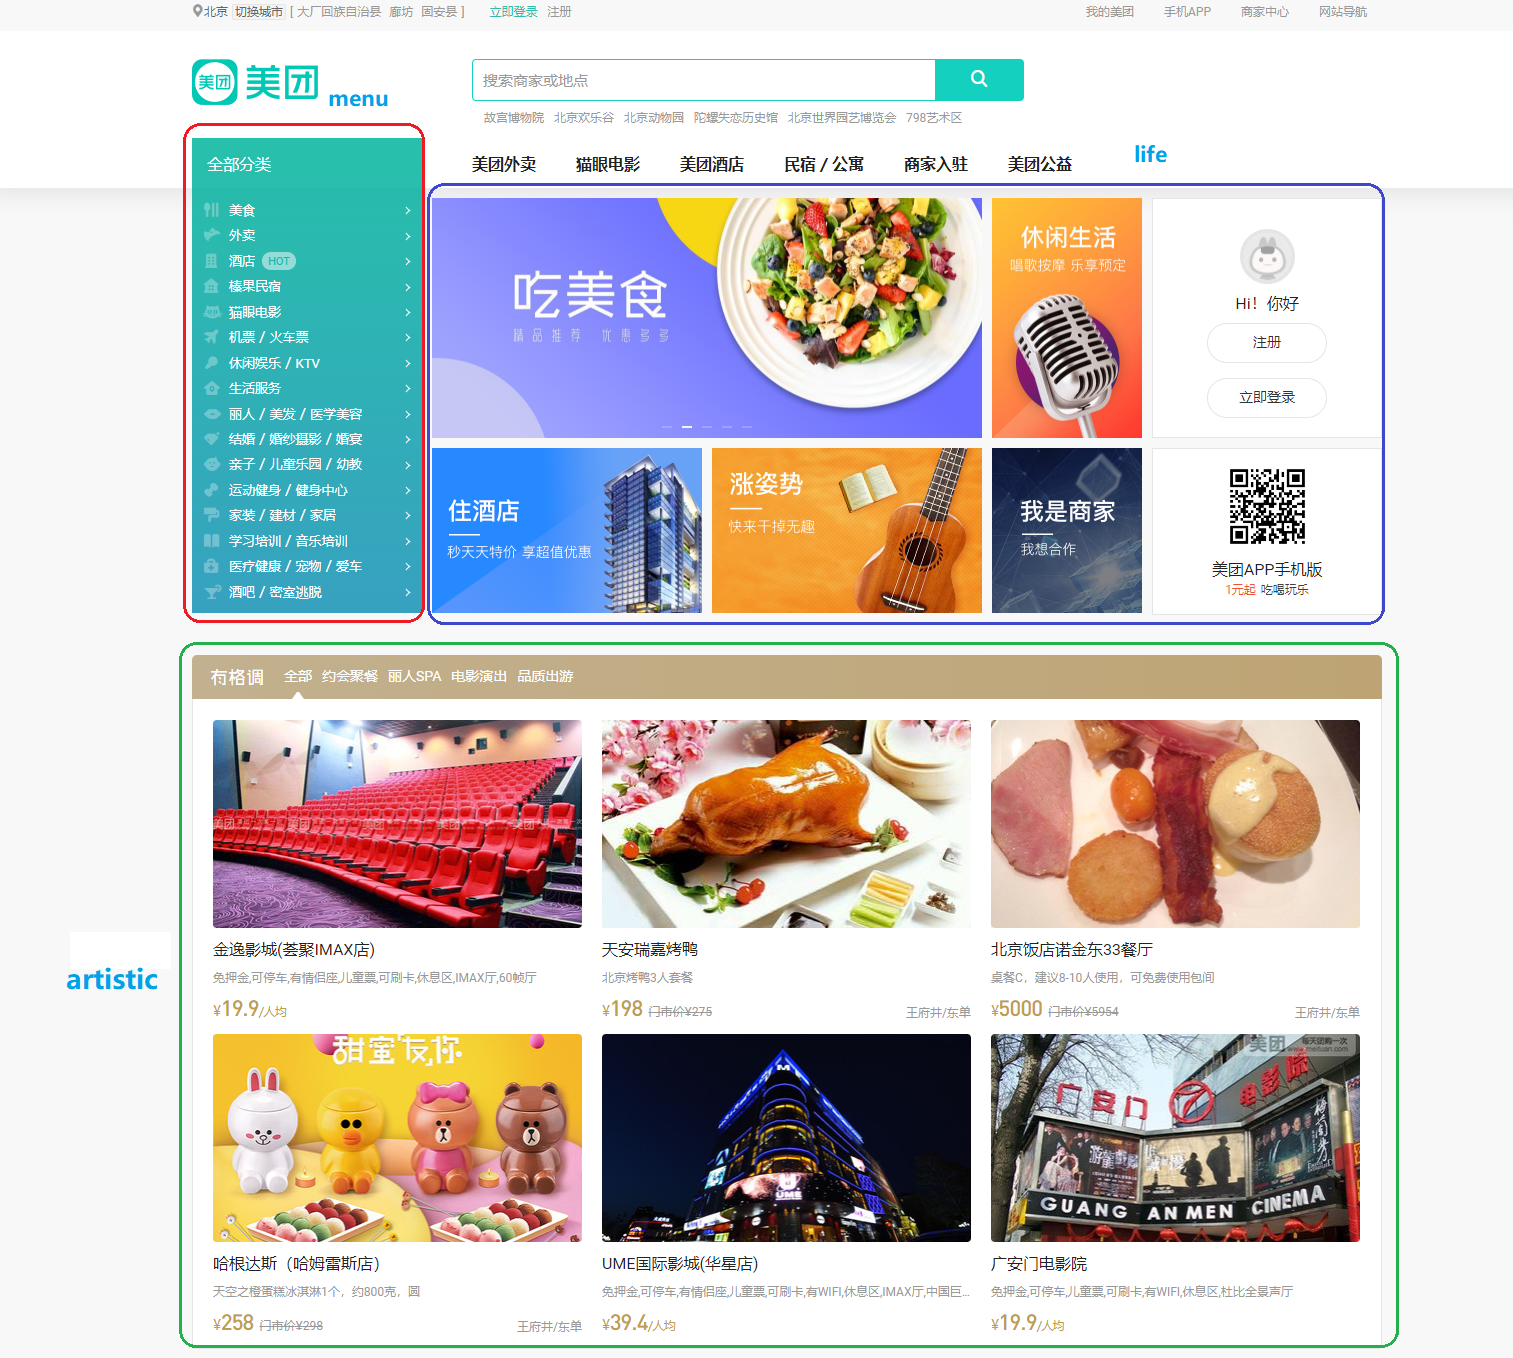 北京 切换城市 [ 大厂回族自治县 廊坊 固安县 ] 立即登录 注册
我的美团 手机APP 商家中心 网站导航
美团 美团
menu
搜索商家或地点
故宫博物院 北京欢乐谷 北京动物园 陀螺失恋历史馆 北京世界园艺博览会 798艺术区
全部分类
美团外卖 猫眼电影 美团酒店 民宿 / 公寓 商家入驻 美团公益
life
美食
外卖
酒店 HOT
榛果民宿
猫眼电影
机票 / 火车票
休闲娱乐 / KTV
生活服务
丽人 / 美发 / 医学美容
结婚 / 婚纱摄影 / 婚宴
亲子 / 儿童乐园 / 幼教
运动健身 / 健身中心
家装 / 建材 / 家居
学习培训 / 音乐培训
医疗健康 / 宠物 / 爱车
酒吧 / 密室逃脱
吃美食
精品推荐 优惠多多
休闲生活
唱歌按摩 乐享预定
Hi！你好
注册
立即登录
住酒店
秒天天特价 享超值优惠
涨姿势
快来干掉无趣
我是商家
我想合作
美团APP手机版
1元起 吃喝玩乐
artistic
有格调 全部 约会聚餐 丽人SPA 电影演出 品质出游
金逸影城(荟聚IMAX店)
免押金,可停车,有情侣座,儿童票,可刷卡,休息区,IMAX厅,60帧厅
¥19.9/人均
天安瑞嘉烤鸭
北京烤鸭3人套餐
¥198 门市价¥275 王府井/东单
北京饭店诺金东33餐厅
桌餐C，建议8-10人使用，可免费使用包间
¥5000 门市价¥5954 王府井/东单
甜蜜友你
哈根达斯（哈姆雷斯店）
天空之橙蛋糕冰淇淋1个，约800克，圆
¥258 门市价¥298 王府井/东单
UME
UME国际影城(华星店)
免押金,可停车,有情侣座,儿童票,可刷卡,有WIFI,休息区,IMAX厅,中国巨...
¥39.4/人均
美团 每天团购一次
www.meituan.com
广安门 电影院
梅兰芳
GUANG AN MEN CINEMA
广安门电影院
免押金,可停车,儿童票,可刷卡,有WIFI,休息区,杜比全景声厅
¥19.9/人均